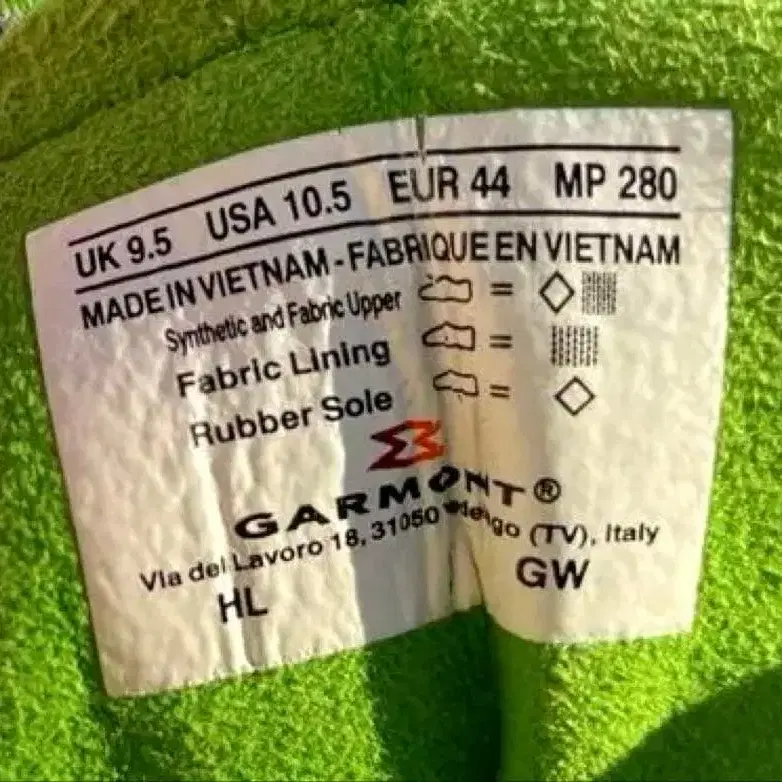 UK 9.5 USA 10.5 EUR 44 MP 280
MADE IN VIETNAM - FABRIQUE EN VIETNAM
Synthetic and Fabric Upper = 
Fabric Lining =
Rubber Sole =
GARMONT®
Via del Lavoro 18, 31050 (TV), Italy
HL GW